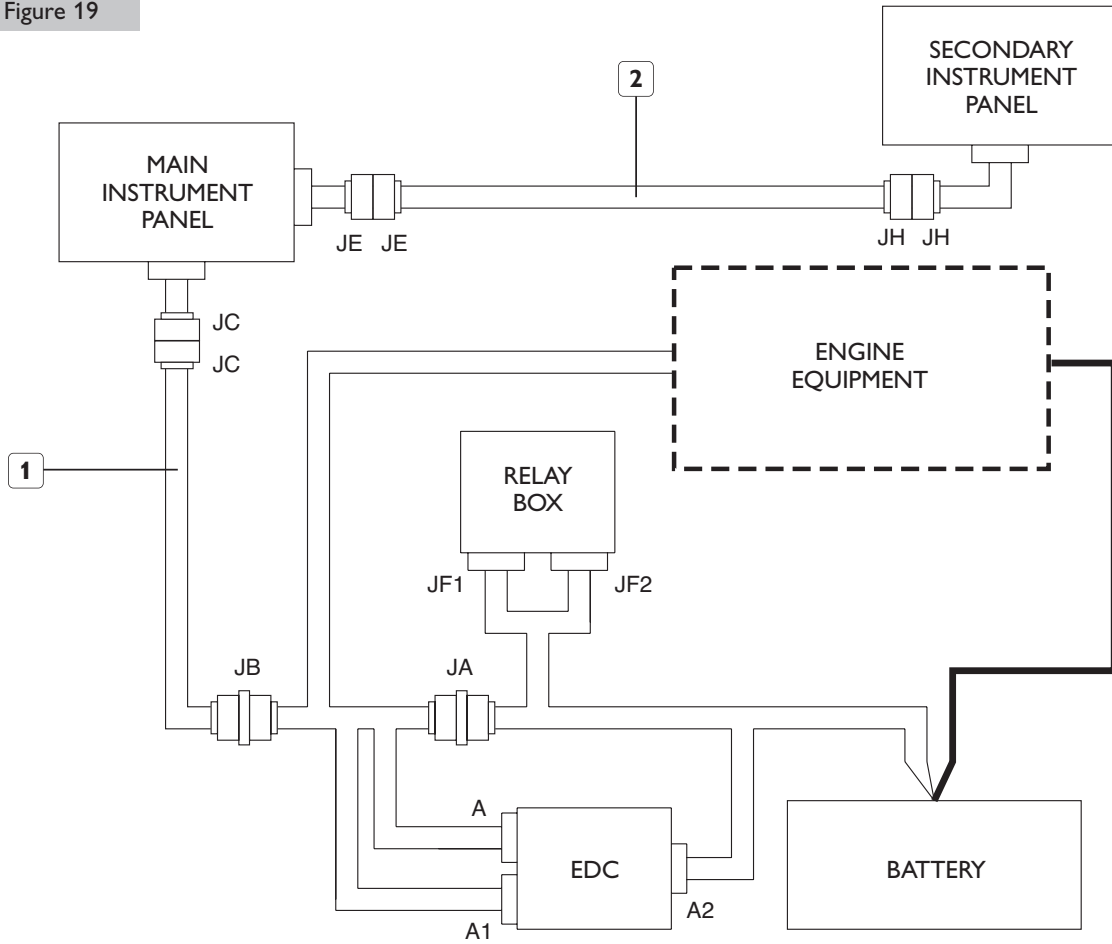 Figure 19
SECONDARY
INSTRUMENT
PANEL
2
MAIN
INSTRUMENT
PANEL
JE JE
JH JH
JC
JC
ENGINE
EQUIPMENT
1
RELAY
BOX
JF1
JF2
JB
JA
A
EDC
BATTERY
A1
A2